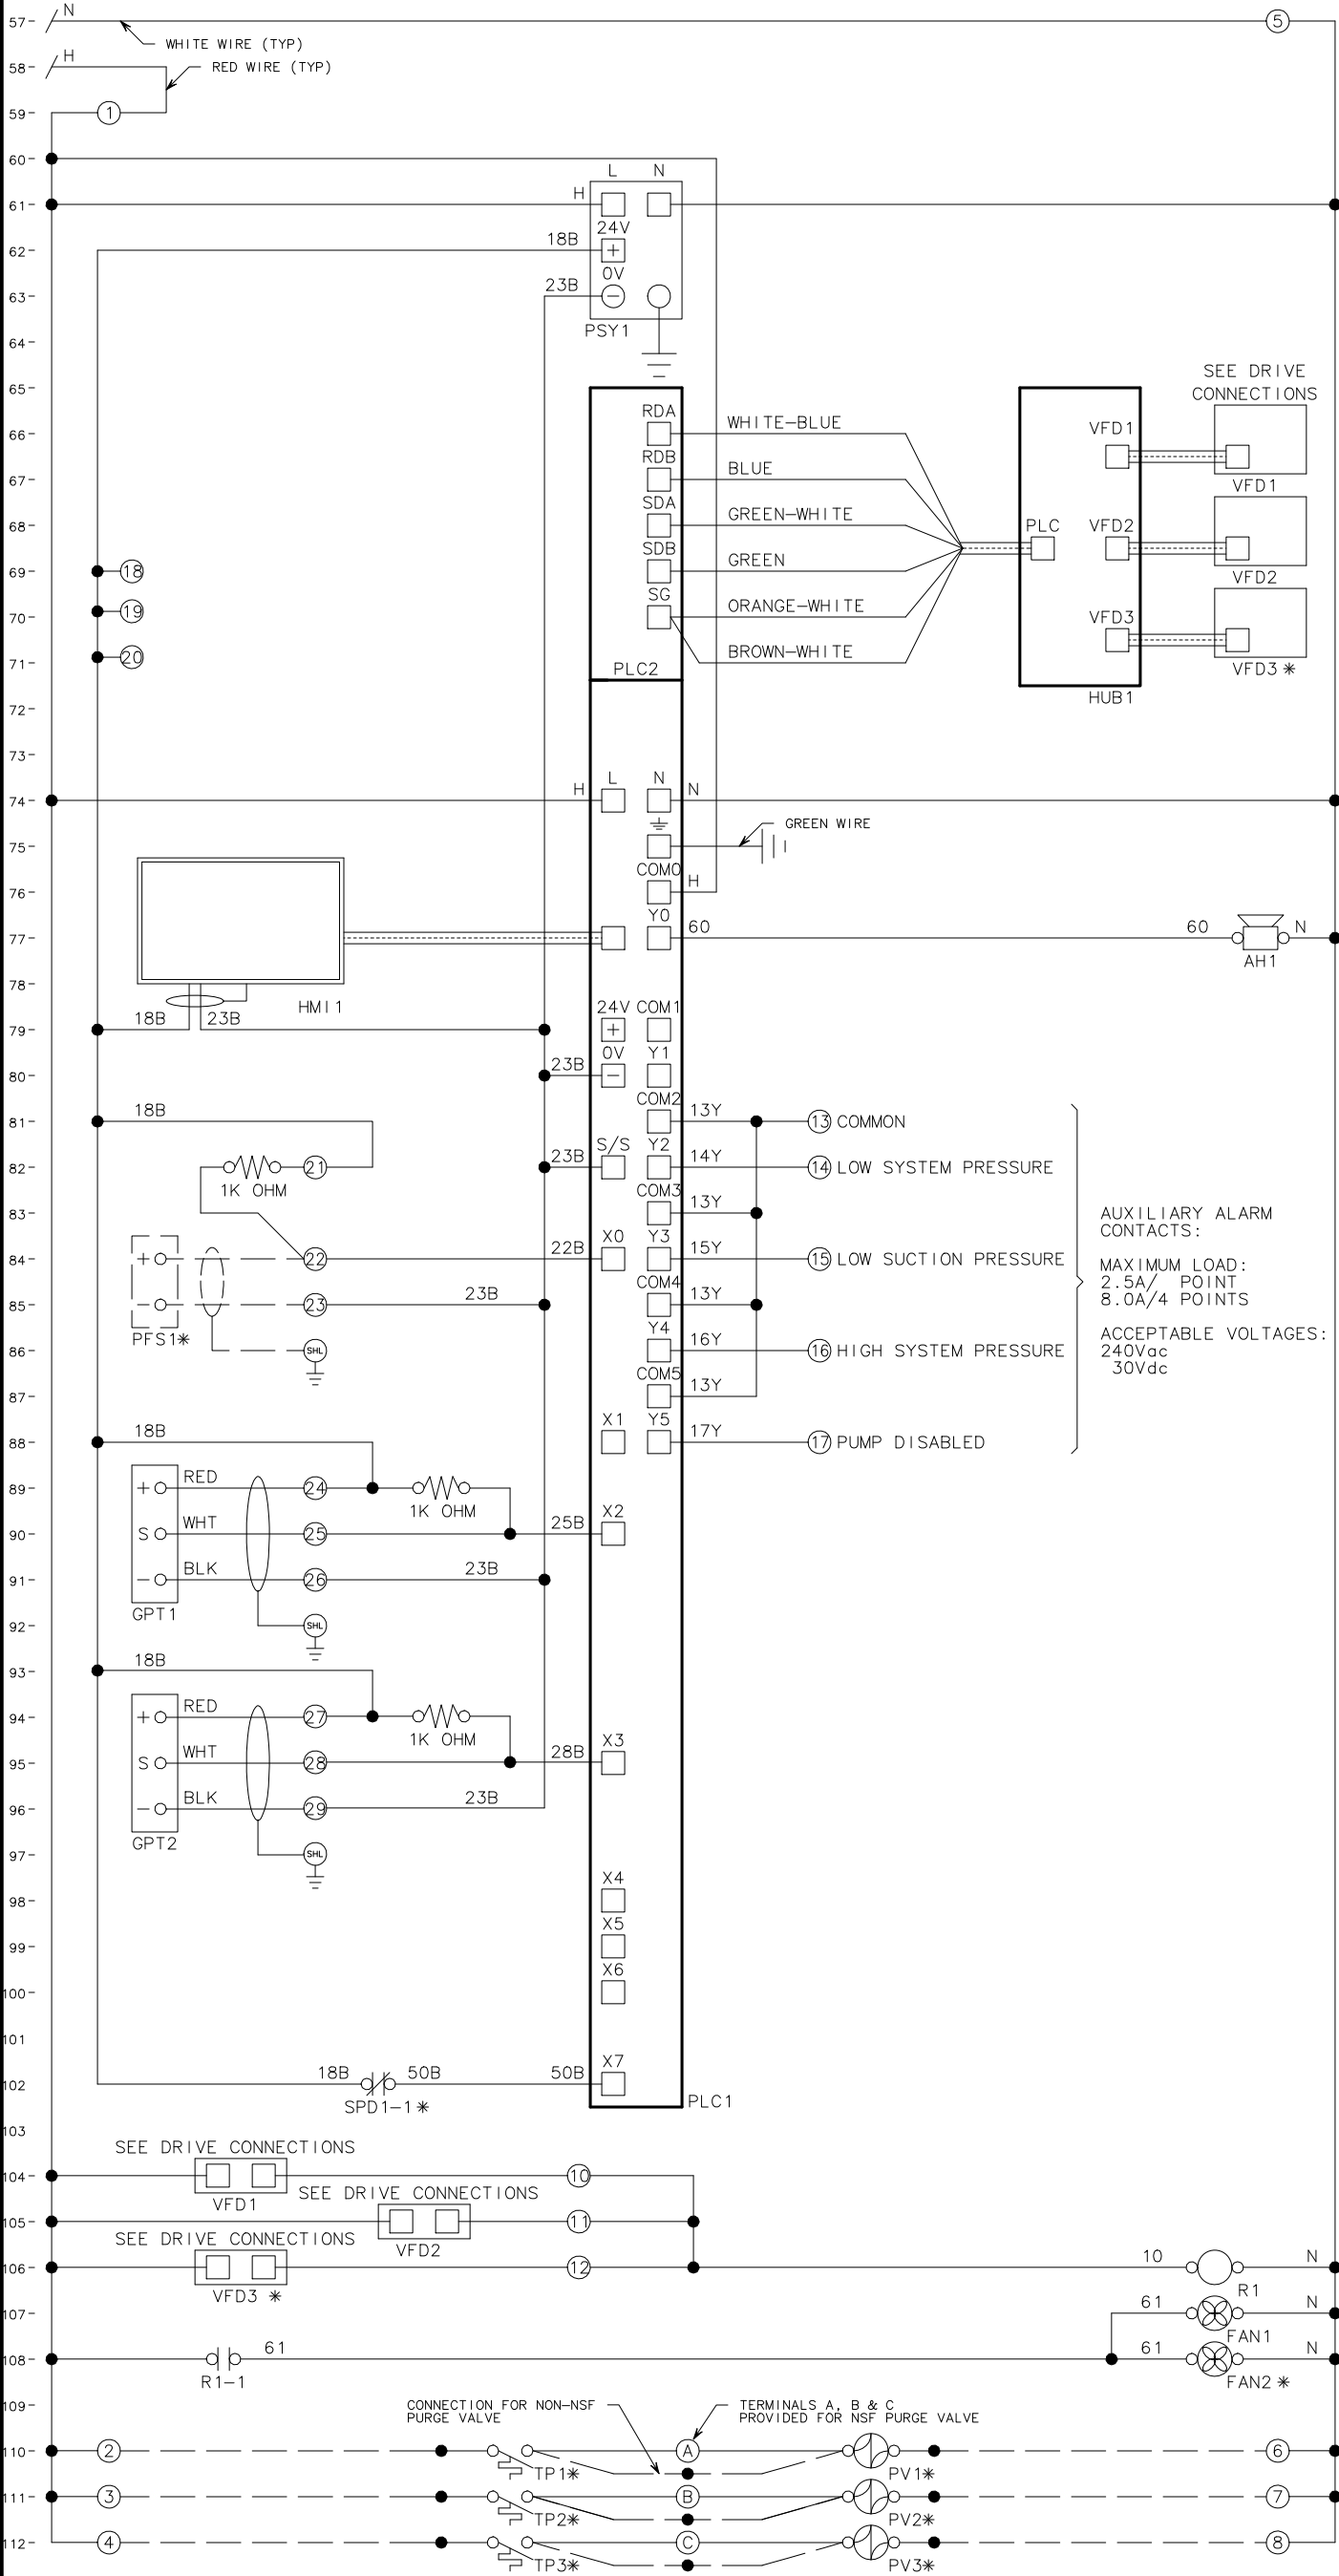 57 N 5
WHITE WIRE (TYP)
58 H
RED WIRE (TYP)
59 1
60
L N
61 H
24V
62 18B +
0V
63 23B −
PSY1
64
65
SEE DRIVE
CONNECTIONS
RDA
66 WHITE-BLUE VFD1
RDB
67 BLUE
VFD1
SDA
68 GREEN-WHITE PLC VFD2
SDB
69 18 GREEN
VFD2
SG
70 19 ORANGE-WHITE VFD3
71 20 BROWN-WHITE
PLC2 VFD3 *
HUB1
72
73
L N
74 H N
GREEN WIRE
75
COM0
76 H
Y0
77 60 60 N
AH1
78
HMI1
24V COM1
79 18B 23B +
0V Y1
80 23B −
COM2
81 18B 13Y 13 COMMON
S/S Y2
82 21 23B 14Y 14 LOW SYSTEM PRESSURE
1K OHM
COM3
83 13Y
AUXILIARY ALARM
CONTACTS:
X0 Y3
84 + 22 22B 15Y 15 LOW SUCTION PRESSURE
MAXIMUM LOAD:
2.5A/ POINT
8.0A/4 POINTS
COM4
85 − 23 23B 13Y
PFS1*
Y4
86 SHL 16Y 16 HIGH SYSTEM PRESSURE
ACCEPTABLE VOLTAGES:
240Vac
30Vdc
COM5
87 13Y
X1 Y5
88 18B 17Y 17 PUMP DISABLED
89 + RED 24
1K OHM
X2
90 S WHT 25 25B
91 − BLK 26 23B
GPT1
92 SHL
93 18B
94 + RED 27
1K OHM
X3
95 S WHT 28 28B
96 − BLK 29 23B
GPT2
97 SHL
X4
98
X5
99
X6
100
101
X7
102 18B 50B 50B
SPD1-1 *
PLC1
103
SEE DRIVE CONNECTIONS
104 10
VFD1
SEE DRIVE CONNECTIONS
105 11
VFD2
SEE DRIVE CONNECTIONS
106 12 10 N
VFD3 *
R1
107 61 N
FAN1
108 61 61 N
R1-1
FAN2 *
109
CONNECTION FOR NON-NSF
PURGE VALVE
TERMINALS A, B & C
PROVIDED FOR NSF PURGE VALVE
110 2 A 6
TP1* PV1*
111 3 B 7
TP2* PV2*
112 4 C 8
TP3* PV3*